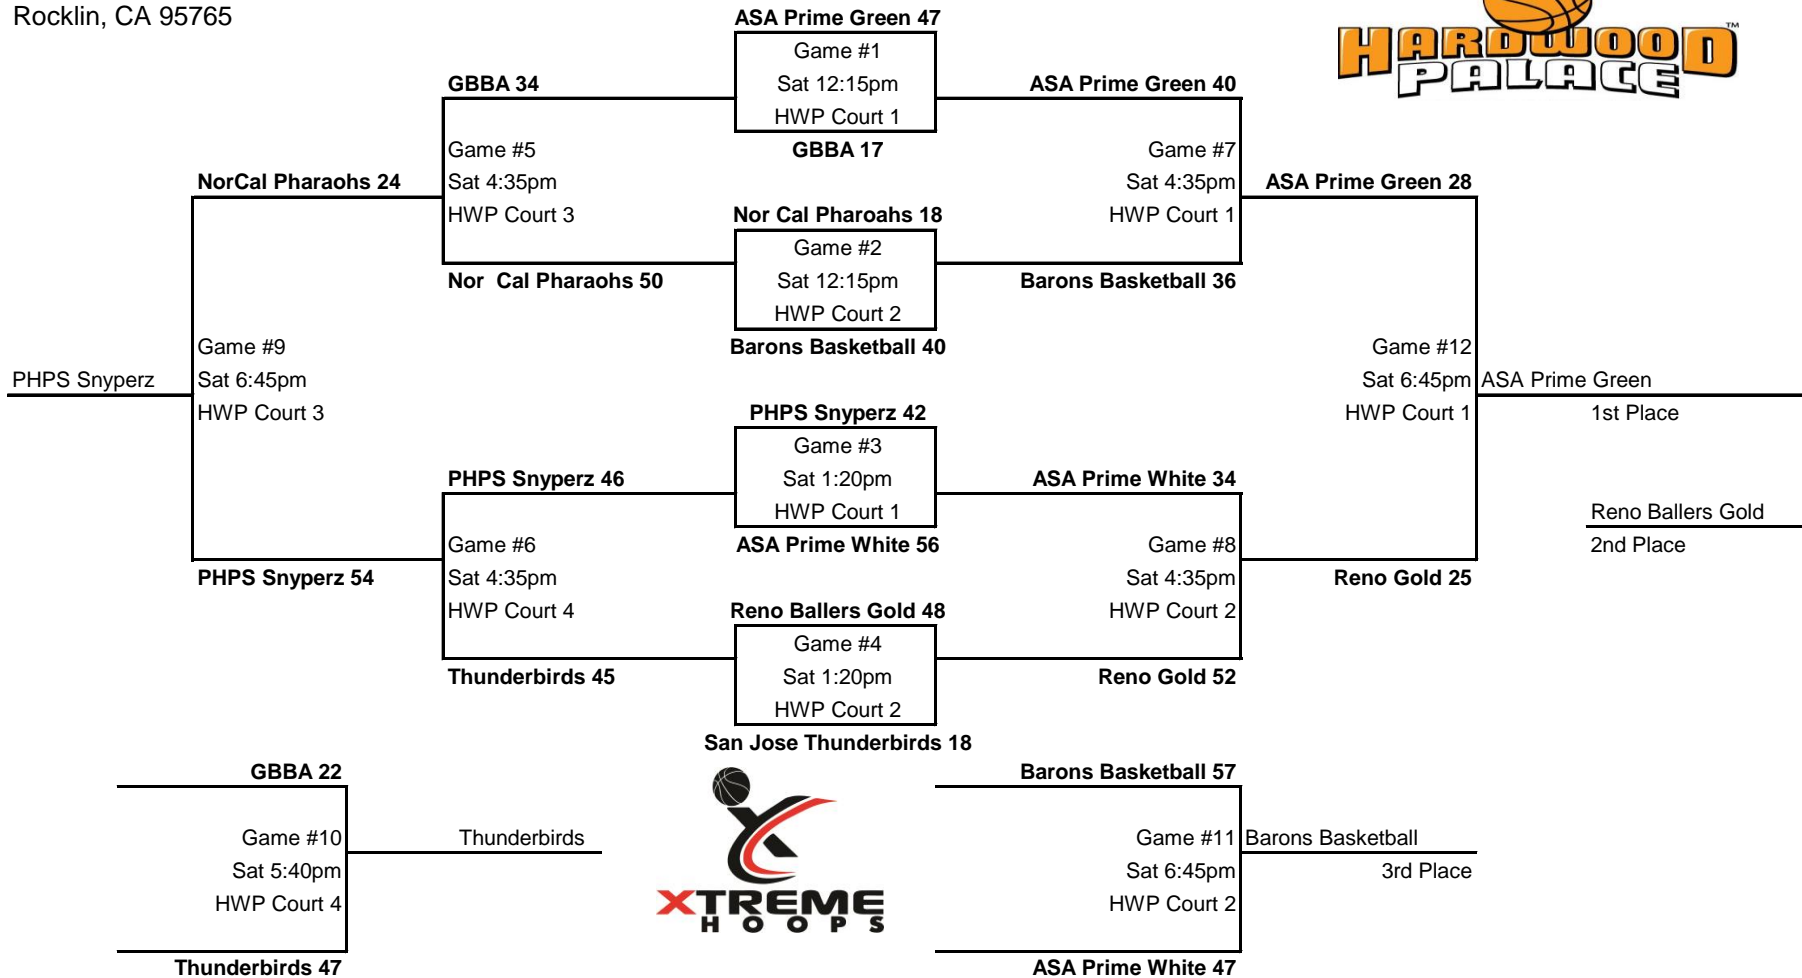 Rocklin, CA 95765
HARDWOOD
PALACE
TM
ASA Prime Green 47
Game #1
Sat 12:15pm
HWP Court 1
GBBA 17
GBBA 34
Game #5
Sat 4:35pm
HWP Court 3
Nor  Cal Pharaohs 50
ASA Prime Green 40
Game #7
Sat 4:35pm
HWP Court 1
Barons Basketball 36
NorCal Pharaohs 24
Nor Cal Pharoahs 18
Game #2
Sat 12:15pm
HWP Court 2
Barons Basketball 40
ASA Prime Green 28
Game #9
Sat 6:45pm
HWP Court 3
PHPS Snyperz
Game #12
Sat 6:45pm
HWP Court 1
ASA Prime Green
1st Place
PHPS Snyperz 42
Game #3
Sat 1:20pm
HWP Court 1
ASA Prime White 56
PHPS Snyperz 46
Game #6
Sat 4:35pm
HWP Court 4
Thunderbirds 45
ASA Prime White 34
Game #8
Sat 4:35pm
HWP Court 2
Reno Gold 52
Reno Ballers Gold
2nd Place
PHPS Snyperz 54
Reno Gold 25
Reno Ballers Gold 48
Game #4
Sat 1:20pm
HWP Court 2
San Jose Thunderbirds 18
GBBA 22
Game #10
Sat 5:40pm
HWP Court 4
Thunderbirds 47
Thunderbirds
XTREME
HOOPS
Barons Basketball 57
Game #11
Sat 6:45pm
HWP Court 2
ASA Prime White 47
Barons Basketball
3rd Place